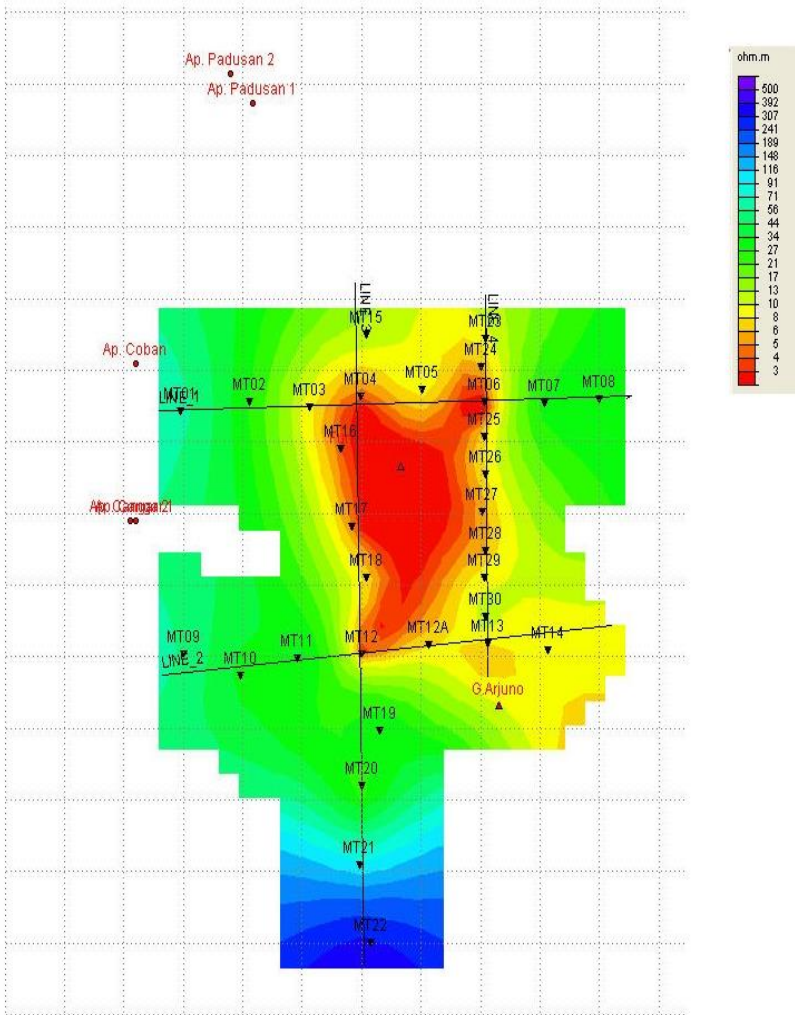 Ap. Padusan 2
Ap. Padusan 1
ohm.m
500
392
307
241
189
148
116
91
71
56
44
34
27
21
17
13
10
8
6
5
4
3
MT15
MT23
MT24
Ap. Coban
MT05
MT01
LINE_1
MT02
MT03
MT04
MT06
MT07
MT08
MT16
MT25
MT26
MT17
MT27
MT28
MT18
MT29
MT30
MT09
MT10
MT11
MT12
MT12A
MT13
MT14
LINE_2
G.Arjuno
MT19
MT20
MT21
MT22